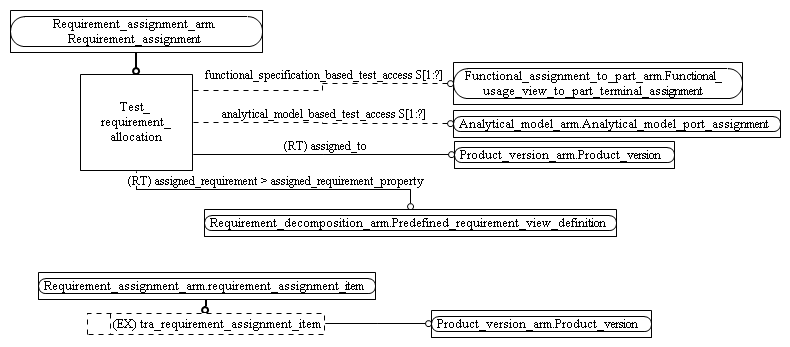 Requirement_assignment_arm.
Requirement_assignment
functional_specification_based_test_access S[1:?]
Functional_assignment_to_part_arm.Functional_
usage_view_to_part_terminal_assignment
Test_
requirement_
allocation
analytical_model_based_test_access S[1:?]
Analytical_model_arm.Analytical_model_port_assignment
(RT) assigned_to
Product_version_arm.Product_version
(RT) assigned_requirement > assigned_requirement_property
Requirement_decomposition_arm.Predefined_requirement_view_definition
Requirement_assignment_arm.requirement_assignment_item
(EX) tra_requirement_assignment_item
Product_version_arm.Product_version